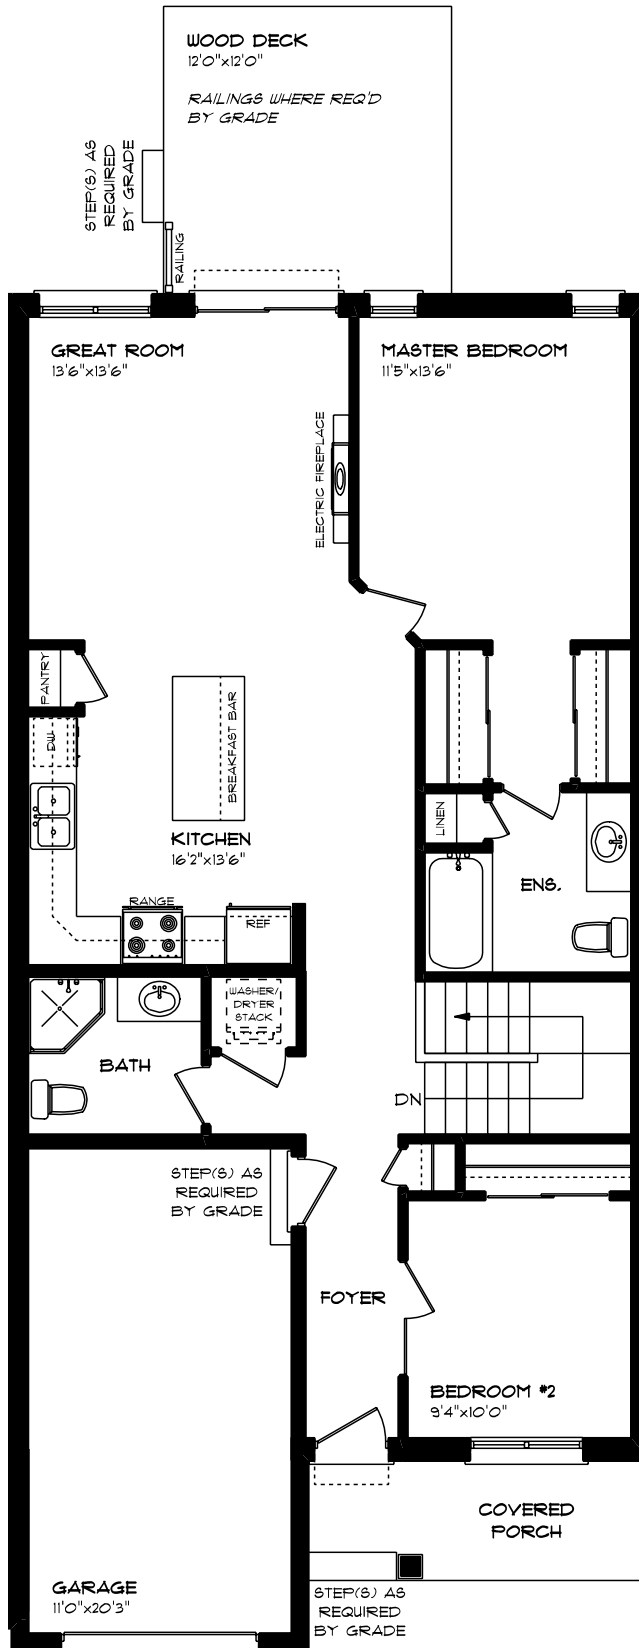 WOOD DECK
12'0"x12'0"
RAILINGS WHERE REQ'D
BY GRADE
STEP(S) AS
REQUIRED
BY GRADE
RAILING
GREAT ROOM
13'6"x13'6"
MASTER BEDROOM
11'5"x13'6"
ELECTRIC FIREPLACE
PANTRY
DW
BREAKFAST BAR
LINEN
KITCHEN
16'2"x13'6"
ENS.
RANGE
REF
WASHER/
DRYER
STACK
BATH
DN
STEP(S) AS
REQUIRED
BY GRADE
FOYER
BEDROOM #2
9'4"x10'0"
COVERED
PORCH
GARAGE
11'0"x20'3"
STEP(S) AS
REQUIRED
BY GRADE